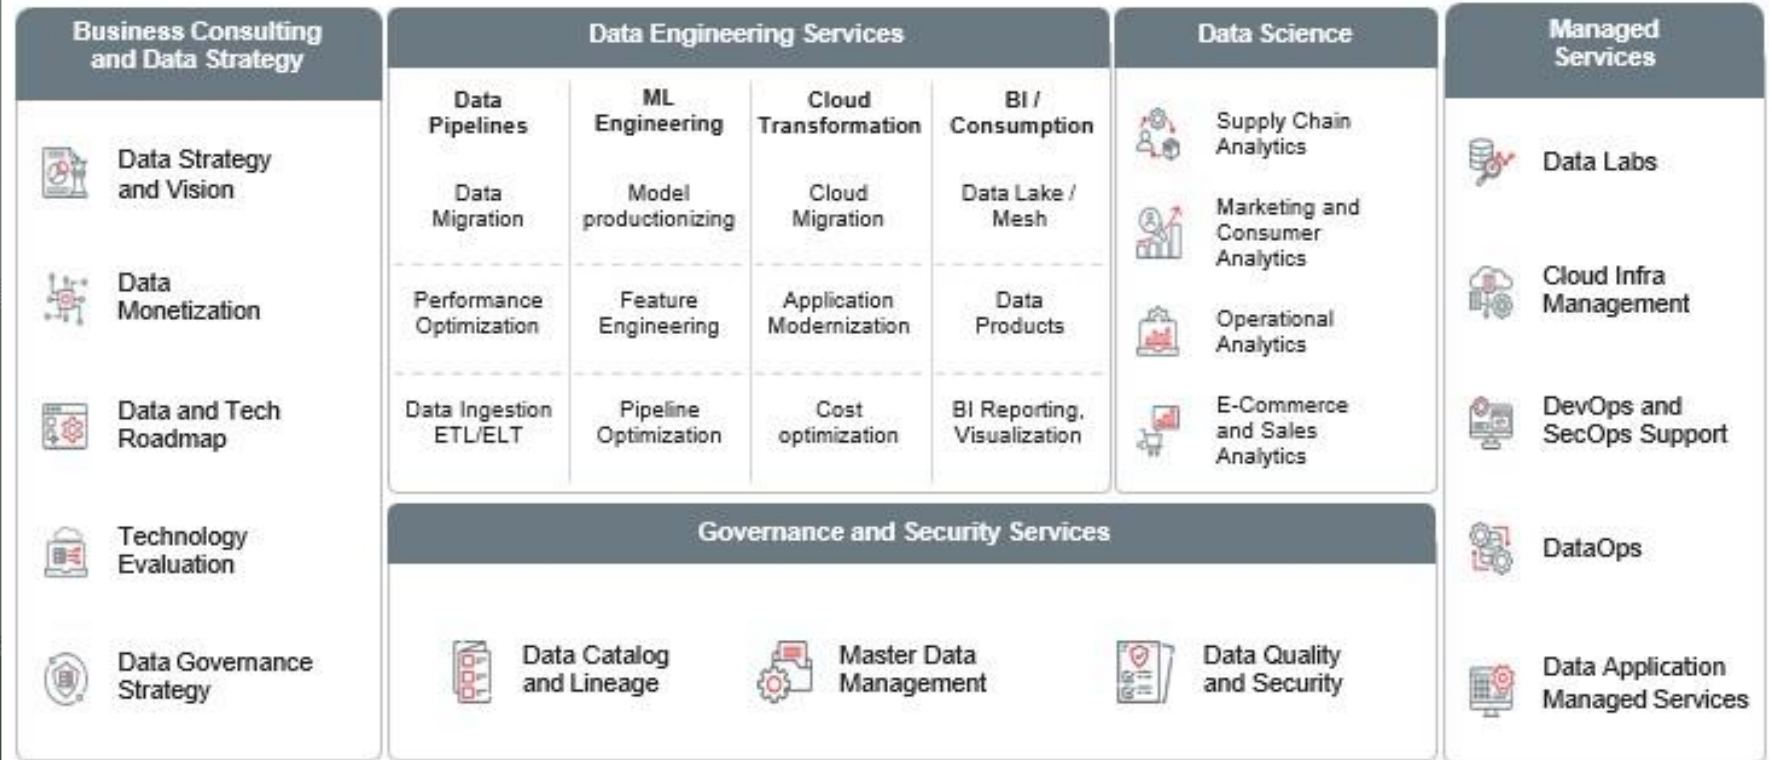 Business Consulting
and Data Strategy
Data Strategy
and Vision
Data
Monetization
Data and Tech
Roadmap
Technology
Evaluation
Data Governance
Strategy
Data Engineering Services
Data
Pipelines
ML
Engineering
Cloud
Transformation
BI /
Consumption
Data
Migration
Model
productionizing
Cloud
Migration
Data Lake /
Mesh
Performance
Optimization
Feature
Engineering
Application
Modernization
Data
Products
Data Ingestion
ETL/ELT
Pipeline
Optimization
Cost
optimization
BI Reporting,
Visualization
Data Science
Supply Chain
Analytics
Marketing and
Consumer
Analytics
Operational
Analytics
E-Commerce
and Sales
Analytics
Governance and Security Services
Data Catalog
and Lineage
Master Data
Management
Data Quality
and Security
Managed
Services
Data Labs
Cloud Infra
Management
DevOps and
SecOps Support
DataOps
Data Application
Managed Services